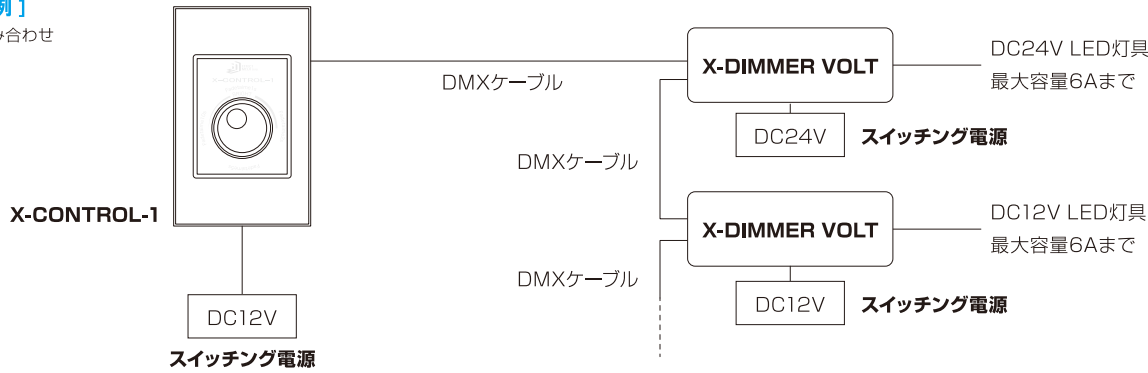 例]
み合わせ
X-CONTROL-1
X-CONTROL-1
DC12V
スイッチング電源
DMXケーブル
X-DIMMER VOLT
DC24V LED灯具
最大容量6Aまで
DC24V
スイッチング電源
DMXケーブル
X-DIMMER VOLT
DC12V LED灯具
最大容量6Aまで
DC12V
スイッチング電源
DMXケーブル